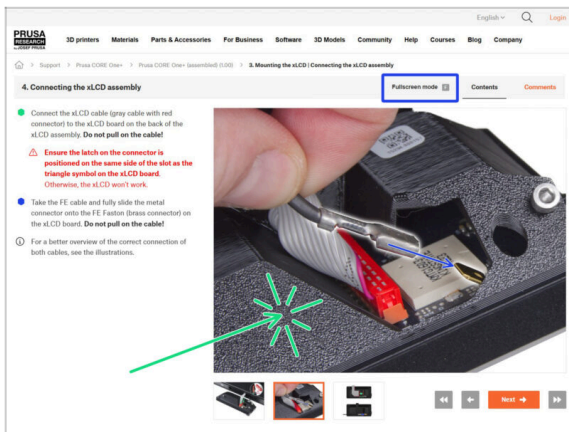 English
Login
PRUSA
RESEARCH
by JOSEF PRUSA
3D printers
Materials
Parts & Accessories
For Business
Software
3D Models
Community
Help
Courses
Blog
Company
> Support > Prusa CORE One+ > Prusa CORE One+ (assembled) (1.00) > 3. Mounting the xLCD | Connecting the xLCD assembly
4. Connecting the xLCD assembly
Fullscreen mode F
Contents
Comments
Connect the xLCD cable (gray cable with red
connector) to the xLCD board on the back of the
xLCD assembly. Do not pull on the cable!
Ensure the latch on the connector is
positioned on the same side of the slot as the
triangle symbol on the xLCD board.
Otherwise, the xLCD won't work.
Take the FE cable and fully slide the metal
connector onto the FE Faston (brass connector) on
the xLCD board. Do not pull on the cable!
For a better overview of the correct connection of
both cables, see the illustrations.
Next